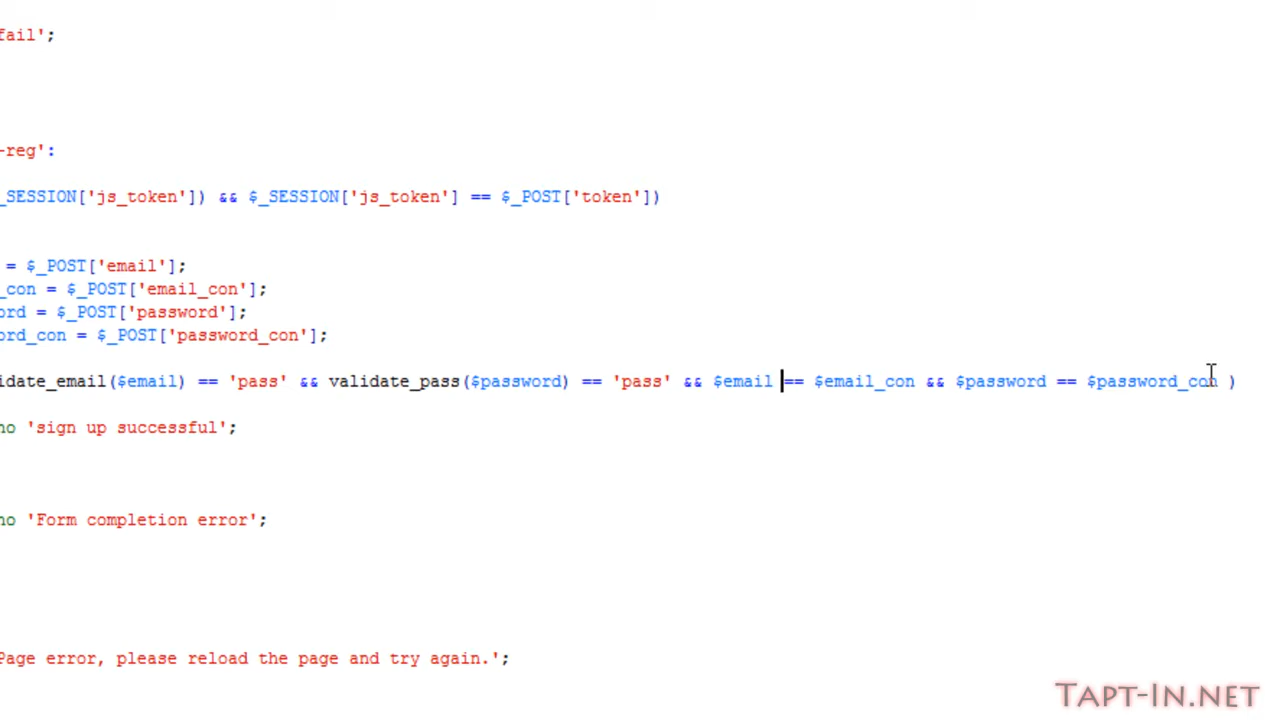 fail';
-reg':
_SESSION['js_token']) && $_SESSION['js_token'] == $_POST['token'])
= $_POST['email'];
_con = $_POST['email_con'];
ord = $_POST['password'];
ord_con = $_POST['password_con'];
idate_email($email) == 'pass' && validate_pass($password) == 'pass' && $email == $email_con && $password == $password_con )
ho 'sign up successful';
ho 'Form completion error';
Page error, please reload the page and try again.';
Tapt-In.net